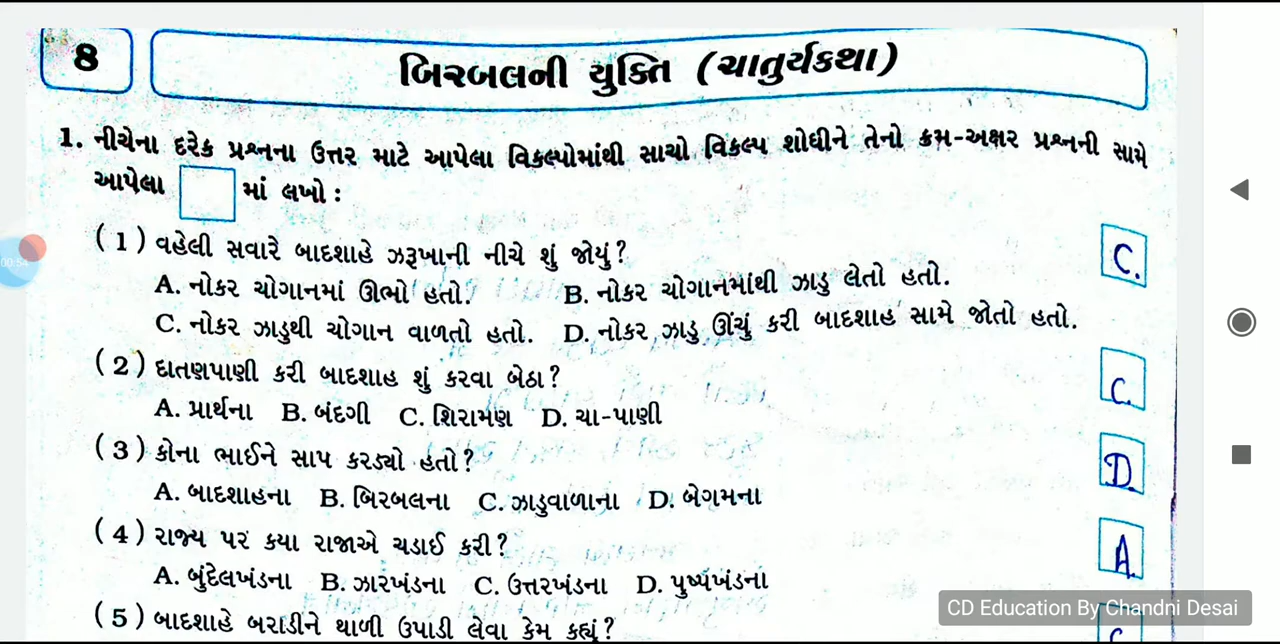 8
બિરબલની યુક્તિ (ચાતુર્યકથા)
1. નીચેના દરેક પ્રશ્નના ઉત્તર માટે આપેલા વિકલ્પોમાંથી સાચો વિકલ્પ શોધીને તેનો ક્રમ-અક્ષર પ્રશ્નની સામે
આપેલા માં લખો :
(1) વહેલી સવારે બાદશાહે ઝરૂખાની નીચે શું જોયું? C.
A. નોકર ચોગાનમાં ઊભો હતો. B. નોકર ચોગાનમાંથી ઝાડુ લેતો હતો.
C. નોકર ઝાડુથી ચોગાન વાળતો હતો. D. નોકર ઝાડુ ઊંચું કરી બાદશાહ સામે જોતો હતો.
(2) દાતણપાણી કરી બાદશાહ શું કરવા બેઠા? C.
A. પ્રાર્થના B. બંદગી C. શિરામણ D. ચા-પાણી
(3) કોના ભાઈને સાપ કરડ્યો હતો? D.
A. બાદશાહના B. બિરબલના C. ઝાડુવાળાના D. બેગમના
(4) રાજ્ય પર કયા રાજાએ ચડાઈ કરી? A.
A. બુંદેલખંડના B. ઝારખંડના C. ઉત્તરખંડના D. પુષ્પખંડના
(5) બાદશાહે બરાડીને થાળી ઉપાડી લેવા કેમ કહ્યું? C
CD Education By Chandni Desai
00:54